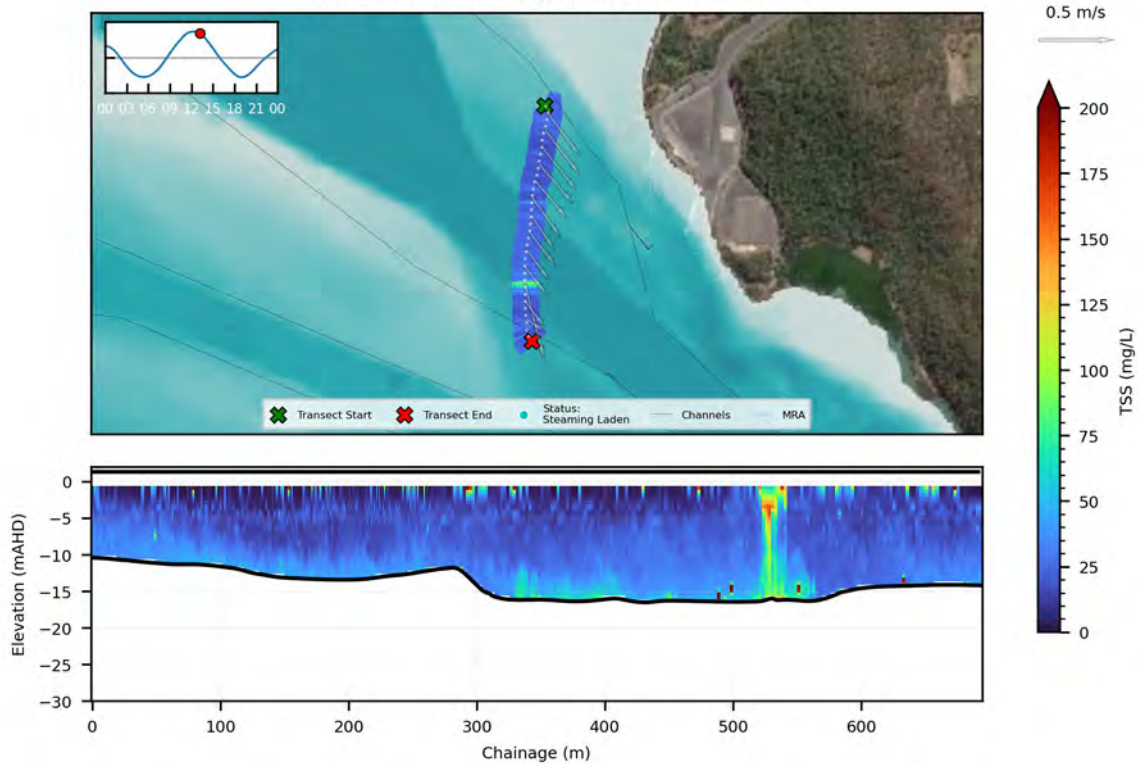 0.5 m/s
00 03 06 09 12 15 18 21 00
Transect Start
Transect End
Status:
Steaming Laden
Channels
MRA
200
175
150
125
100
75
50
25
0
TSS (mg/L)
0
−5
−10
−15
−20
−25
−30
Elevation (mAHD)
0 100 200 300 400 500 600
Chainage (m)